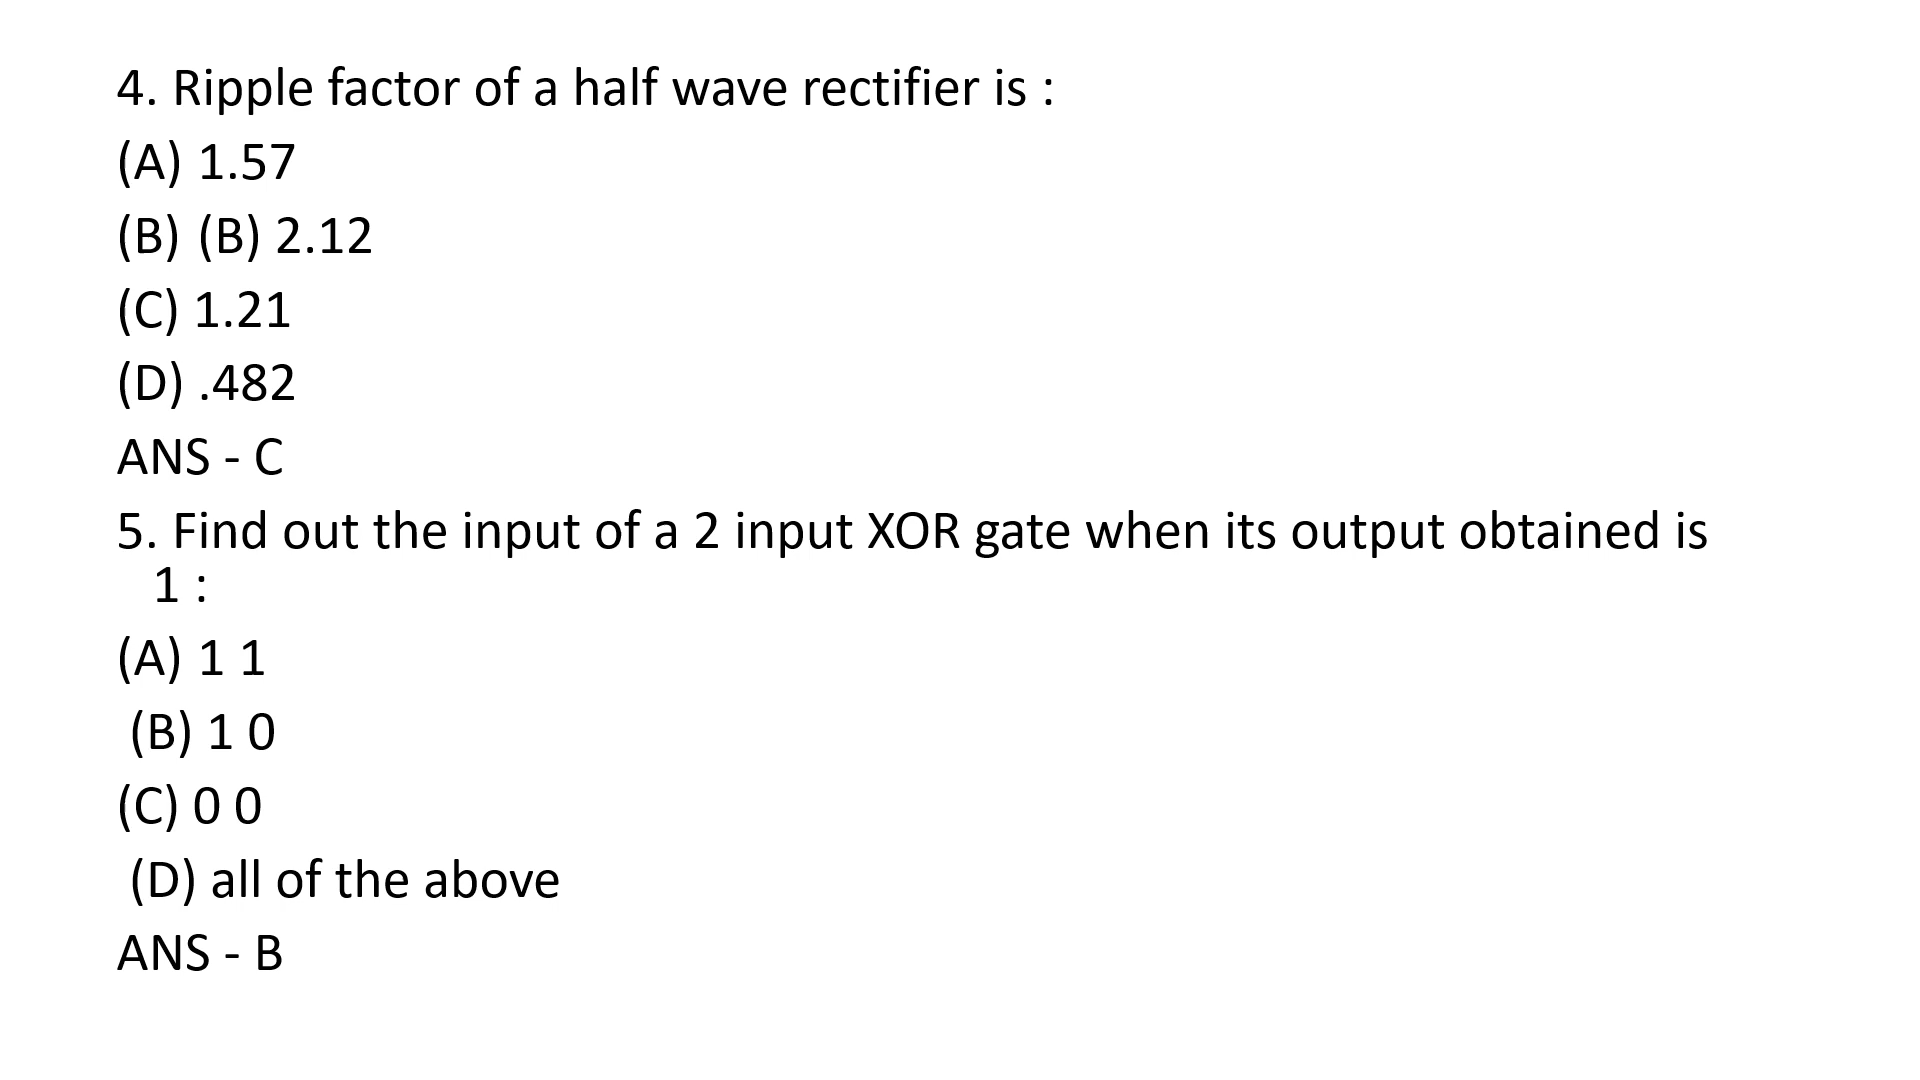 4. Ripple factor of a half wave rectifier is :
(A) 1.57
(B) (B) 2.12
(C) 1.21
(D) .482
ANS - C
5. Find out the input of a 2 input XOR gate when its output obtained is
1 :
(A) 1 1
(B) 1 0
(C) 0 0
(D) all of the above
ANS - B